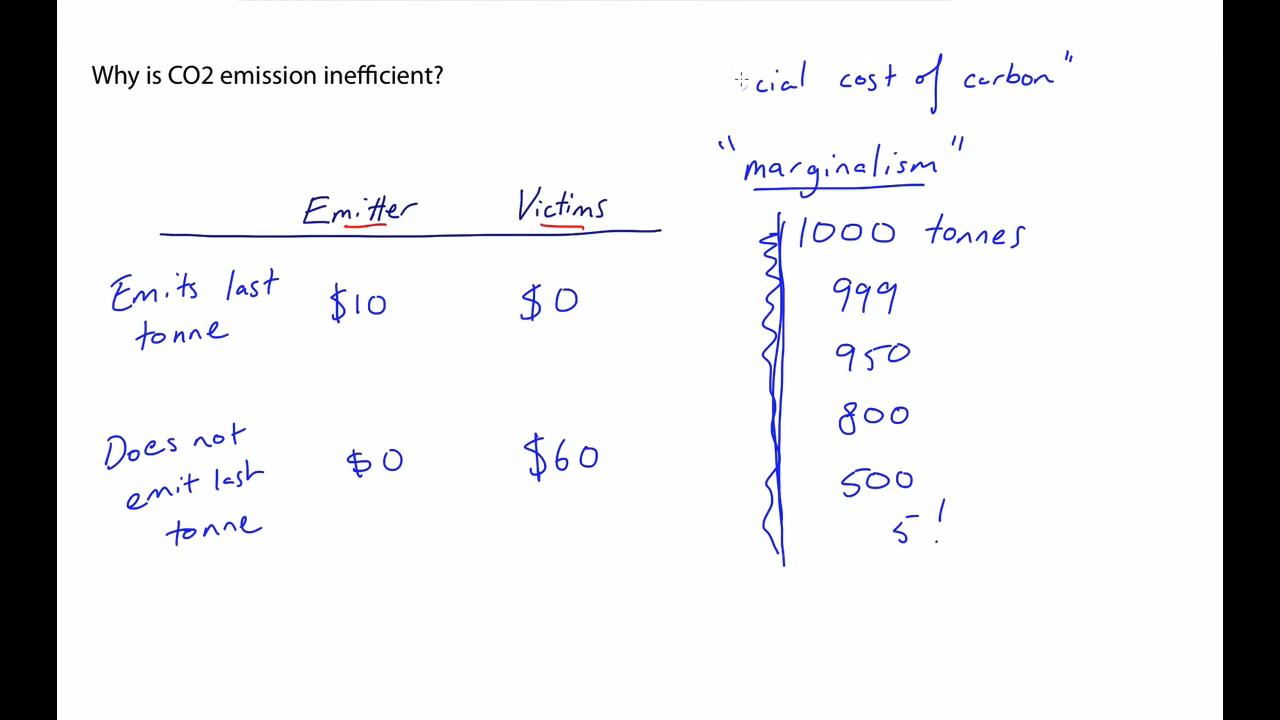 Why is CO2 emission inefficient?
cial cost of carbon"
"marginalism"
Emitter Victims
1000 tonnes
Emits last
tonne
$10 $0
999
950
800
Does not
emit last
tonne
$0 $60
500
5!